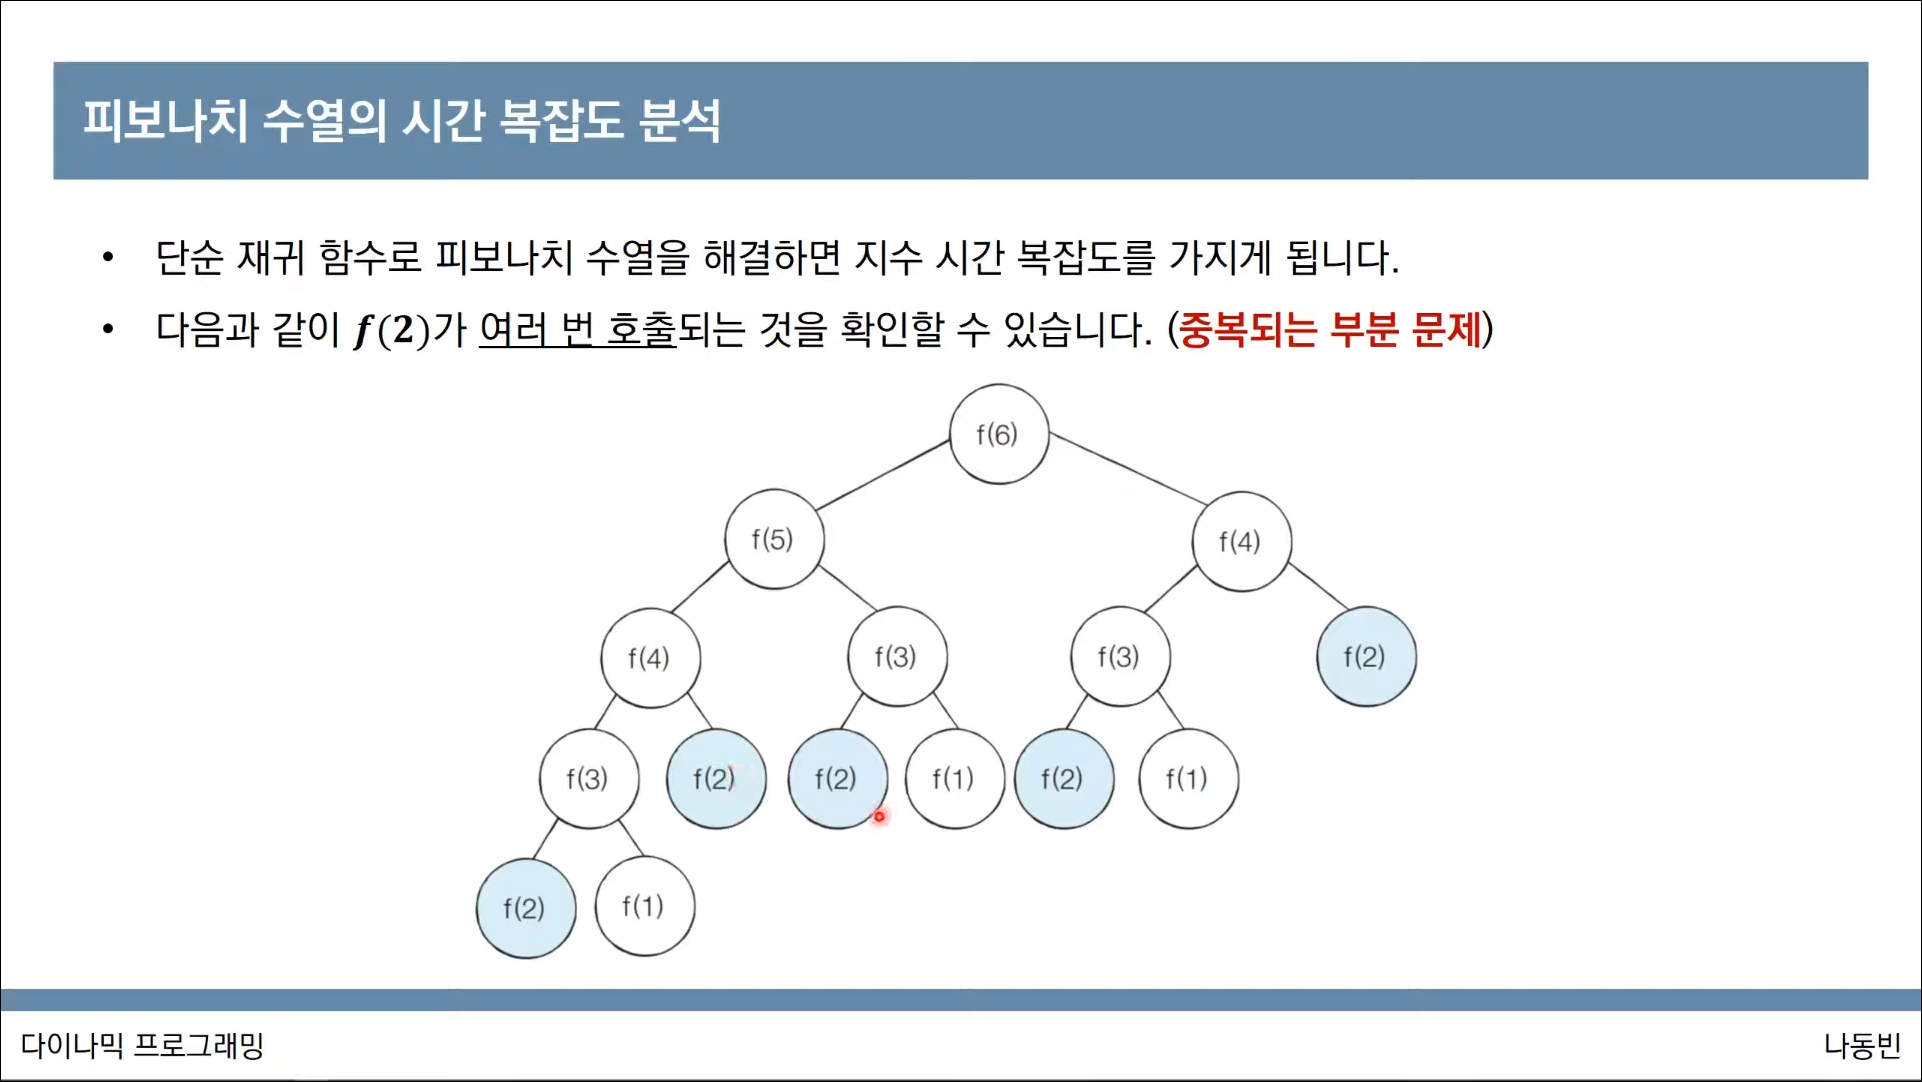 피보나치 수열의 시간 복잡도 분석
• 단순 재귀 함수로 피보나치 수열을 해결하면 지수 시간 복잡도를 가지게 됩니다.
• 다음과 같이 f(2)가 여러 번 호출되는 것을 확인할 수 있습니다. (중복되는 부분 문제)
f(6)
f(5) f(4)
f(4) f(3) f(3) f(2)
f(3) f(2) f(2) f(1) f(2) f(1)
f(2) f(1)
다이나믹 프로그래밍 나동빈